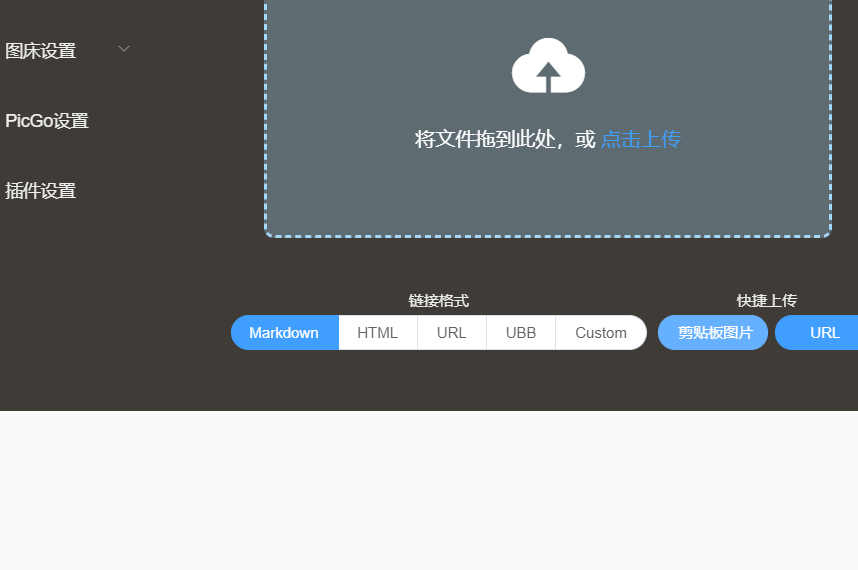 图床设置
PicGo设置
插件设置
将文件拖到此处，或 点击上传
链接格式
快捷上传
Markdown HTML URL UBB Custom 剪贴板图片 URL